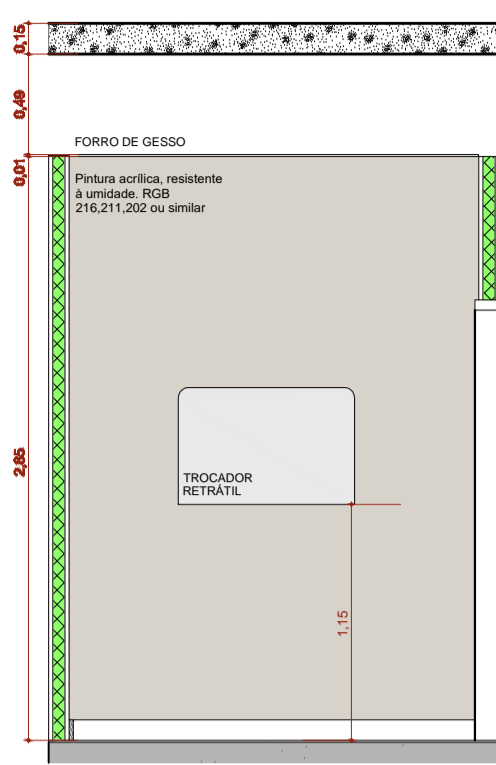 0,15
0,49
FORRO DE GESSO
0,01
Pintura acrílica, resistente
à umidade. RGB
216,211,202 ou similar
2,85
TROCADOR
RETRÁTIL
1,15